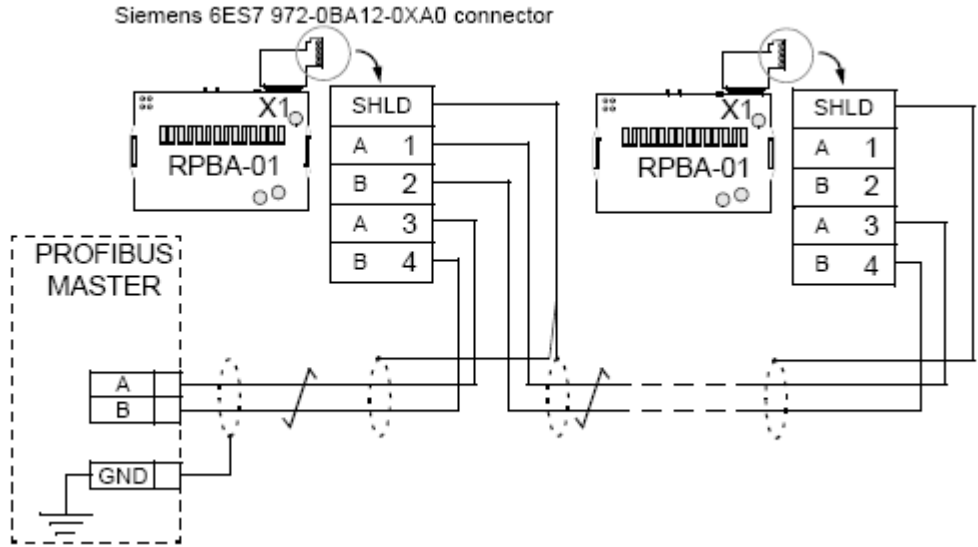 Siemens 6ES7 972-0BA12-0XA0 connector
X1
RPBA-01
SHLD
A 1
B 2
A 3
B 4
X1
RPBA-01
SHLD
A 1
B 2
A 3
B 4
PROFIBUS
MASTER
A
B
GND